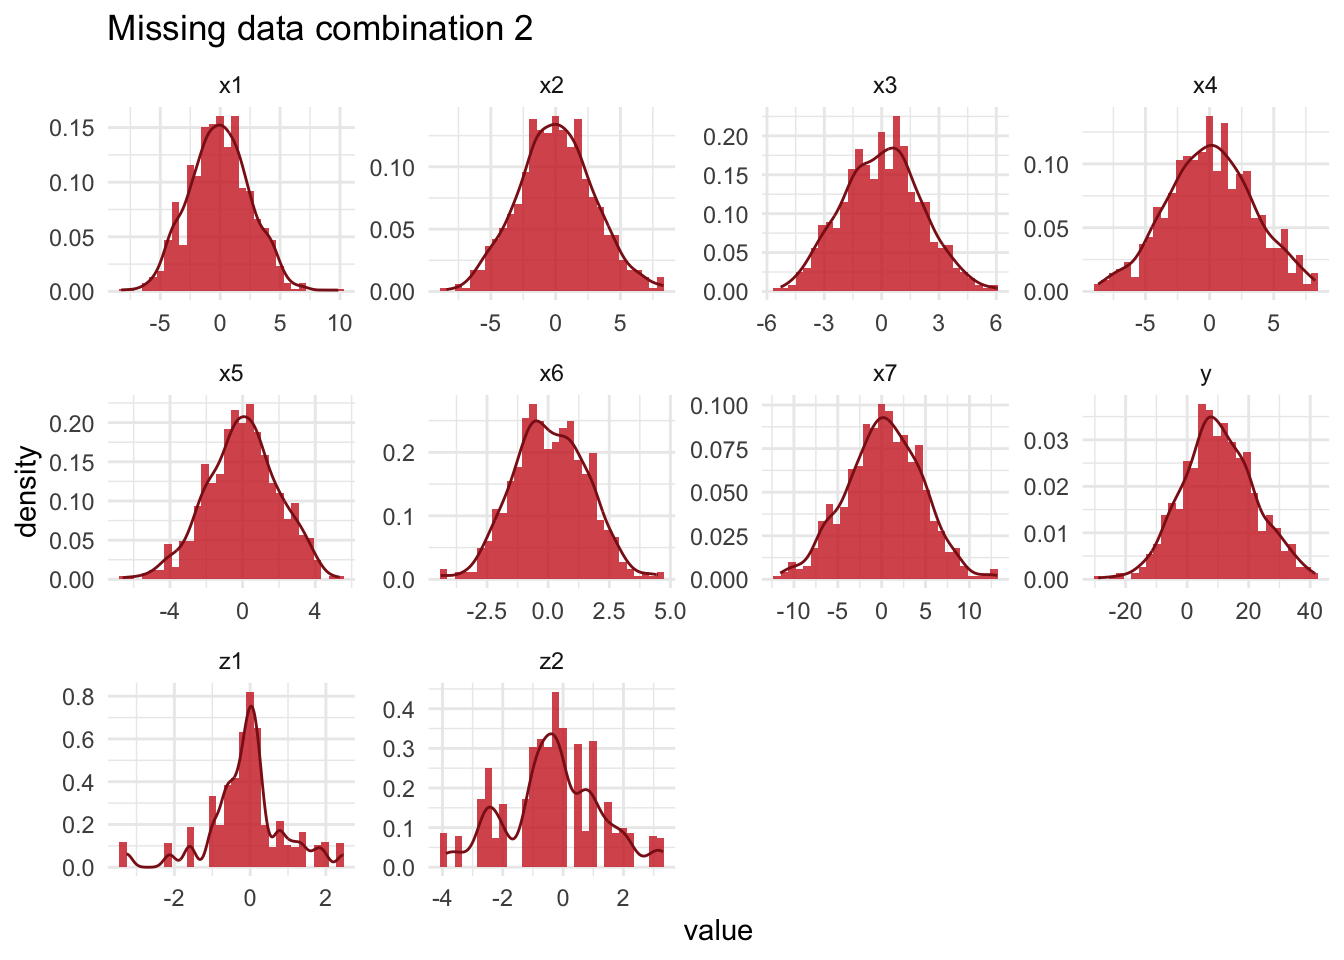 Missing data combination 2
x1 x2 x3 x4
0.15 0.10 0.05 0.00
0.10 0.05 0.00
0.20 0.15 0.10 0.05 0.00
0.10 0.05 0.00
-5 0 5 10
-5 0 5
-6 -3 0 3 6
-5 0 5
x5 x6 x7 y
0.20 0.15 0.10 0.05 0.00
0.2 0.1 0.0
0.100 0.075 0.050 0.025 0.000
0.03 0.02 0.01 0.00
-4 0 4
-2.5 0.0 2.5 5.0
-10 -5 0 5 10
-20 0 20 40
density
z1 z2
0.8 0.6 0.4 0.2 0.0
0.4 0.3 0.2 0.1 0.0
-2 0 2
-4 -2 0 2
value